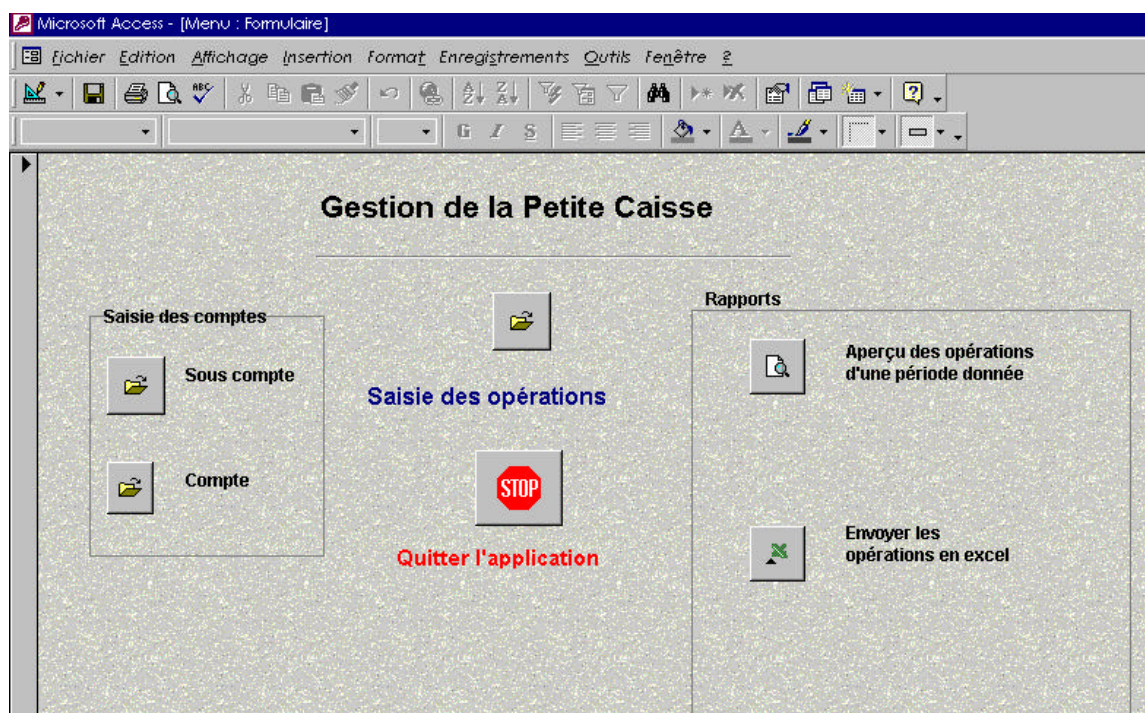 Microsoft Access - [Menu : Formulaire]
Fichier Edition Affichage Insertion Format Enregistrements Outils Fenêtre ?
ABC
A Z Z A
G I S A
Gestion de la Petite Caisse
Saisie des comptes
Sous compte
Compte
Saisie des opérations
STOP
Quitter l'application
Rapports
Aperçu des opérations
d'une période donnée
Envoyer les
opérations en excel